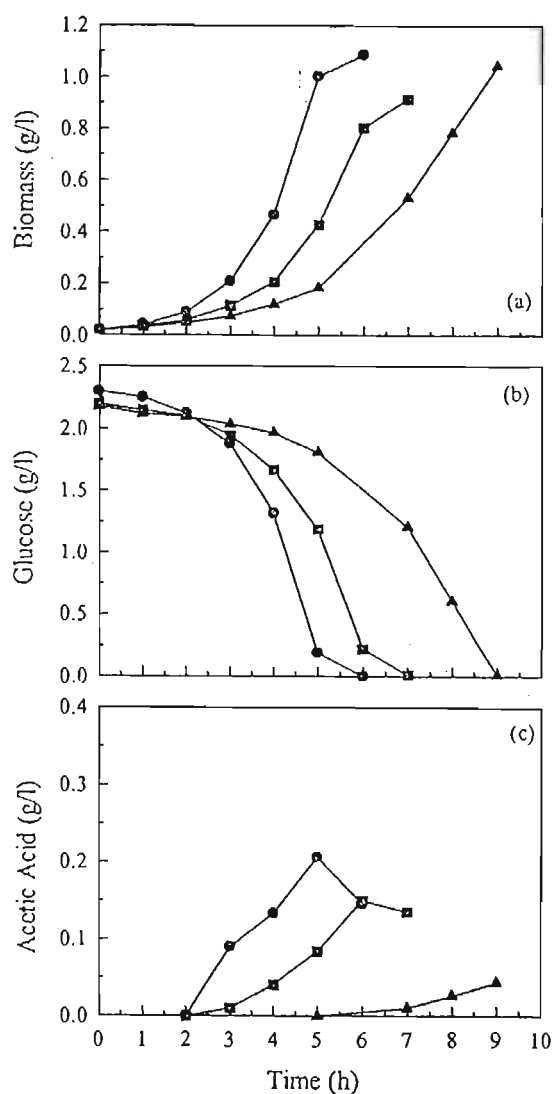 1.2
1.0
0.8
0.6
0.4
0.2
0.0
Biomass (g/l)
(a)
2.5
2.0
1.5
1.0
0.5
0.0
Glucose (g/l)
(b)
0.4
0.3
0.2
0.1
0.0
Acetic Acid (g/l)
(c)
0 1 2 3 4 5 6 7 8 9 10
Time (h)